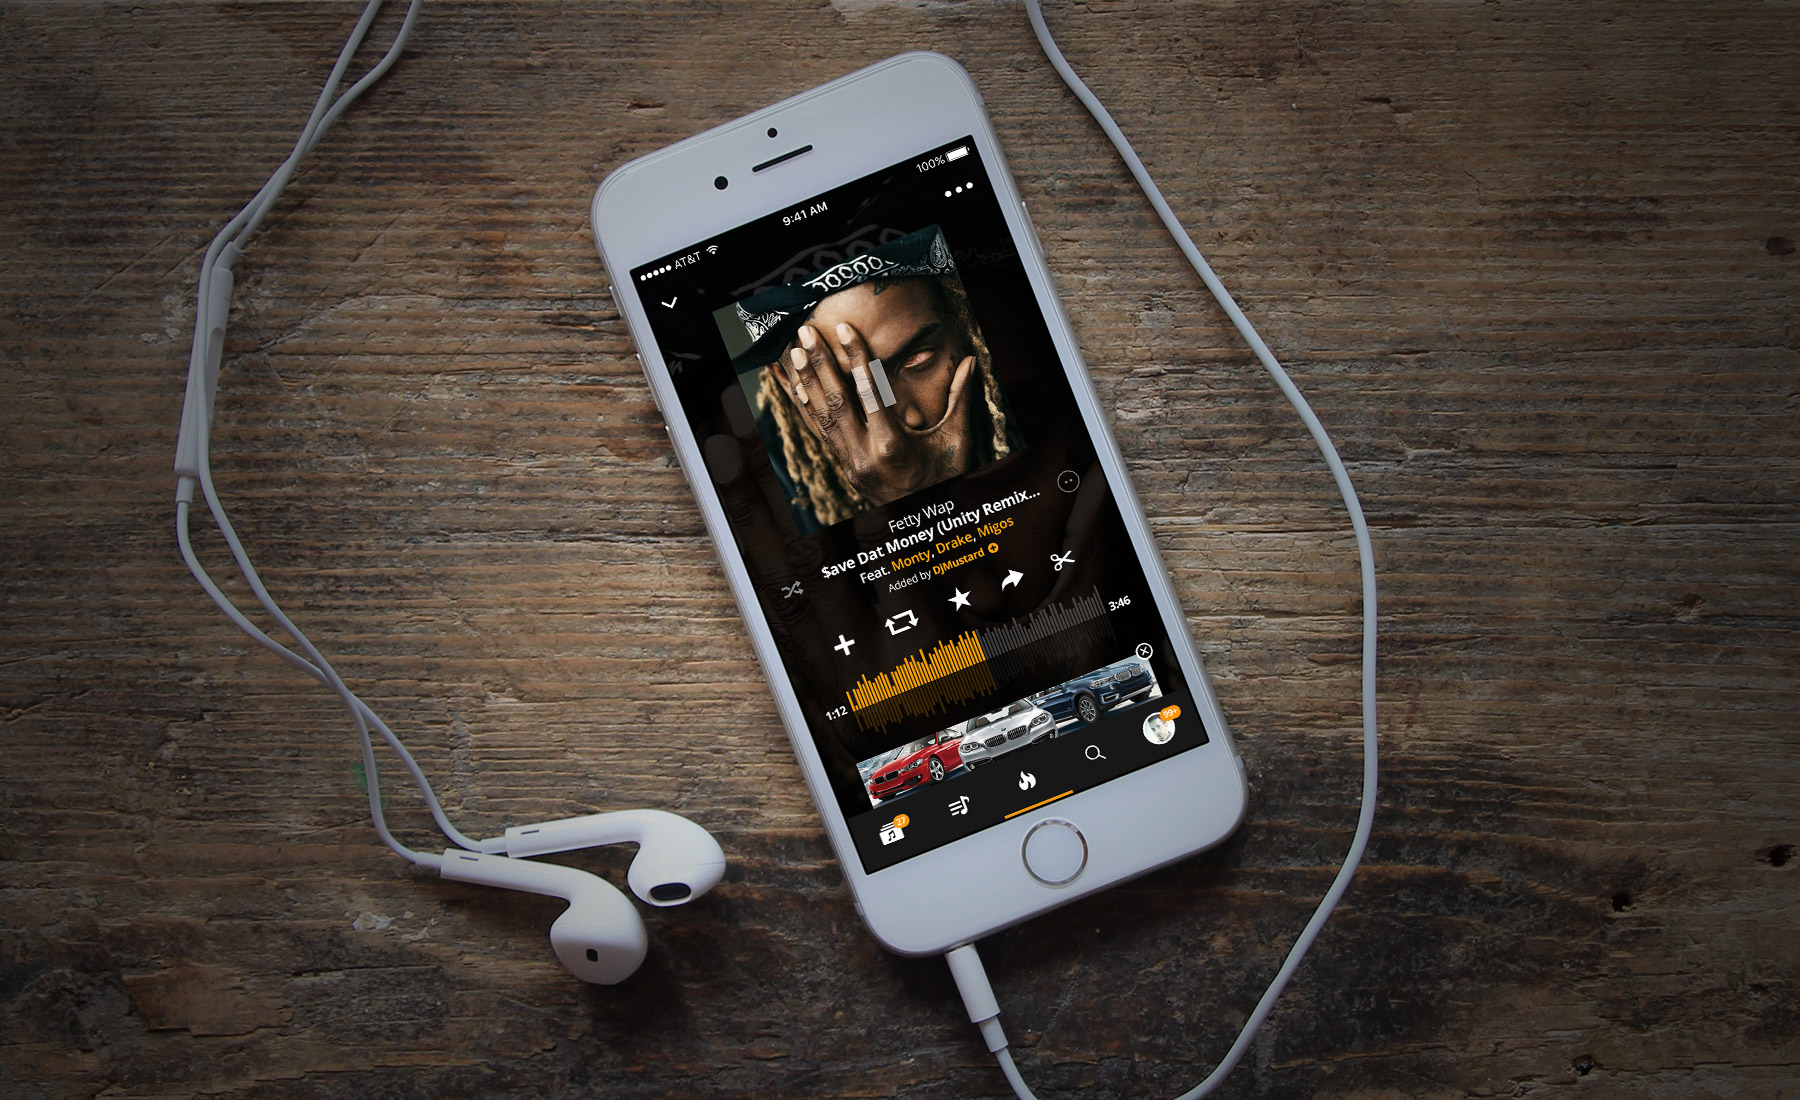 AT&T
9:41 AM
100%
Fetty Wap
$ave Dat Money (Unity Remix...
Feat. Monty, Drake, Migos
Added by DjMustard
1:12
3:46
27
99+